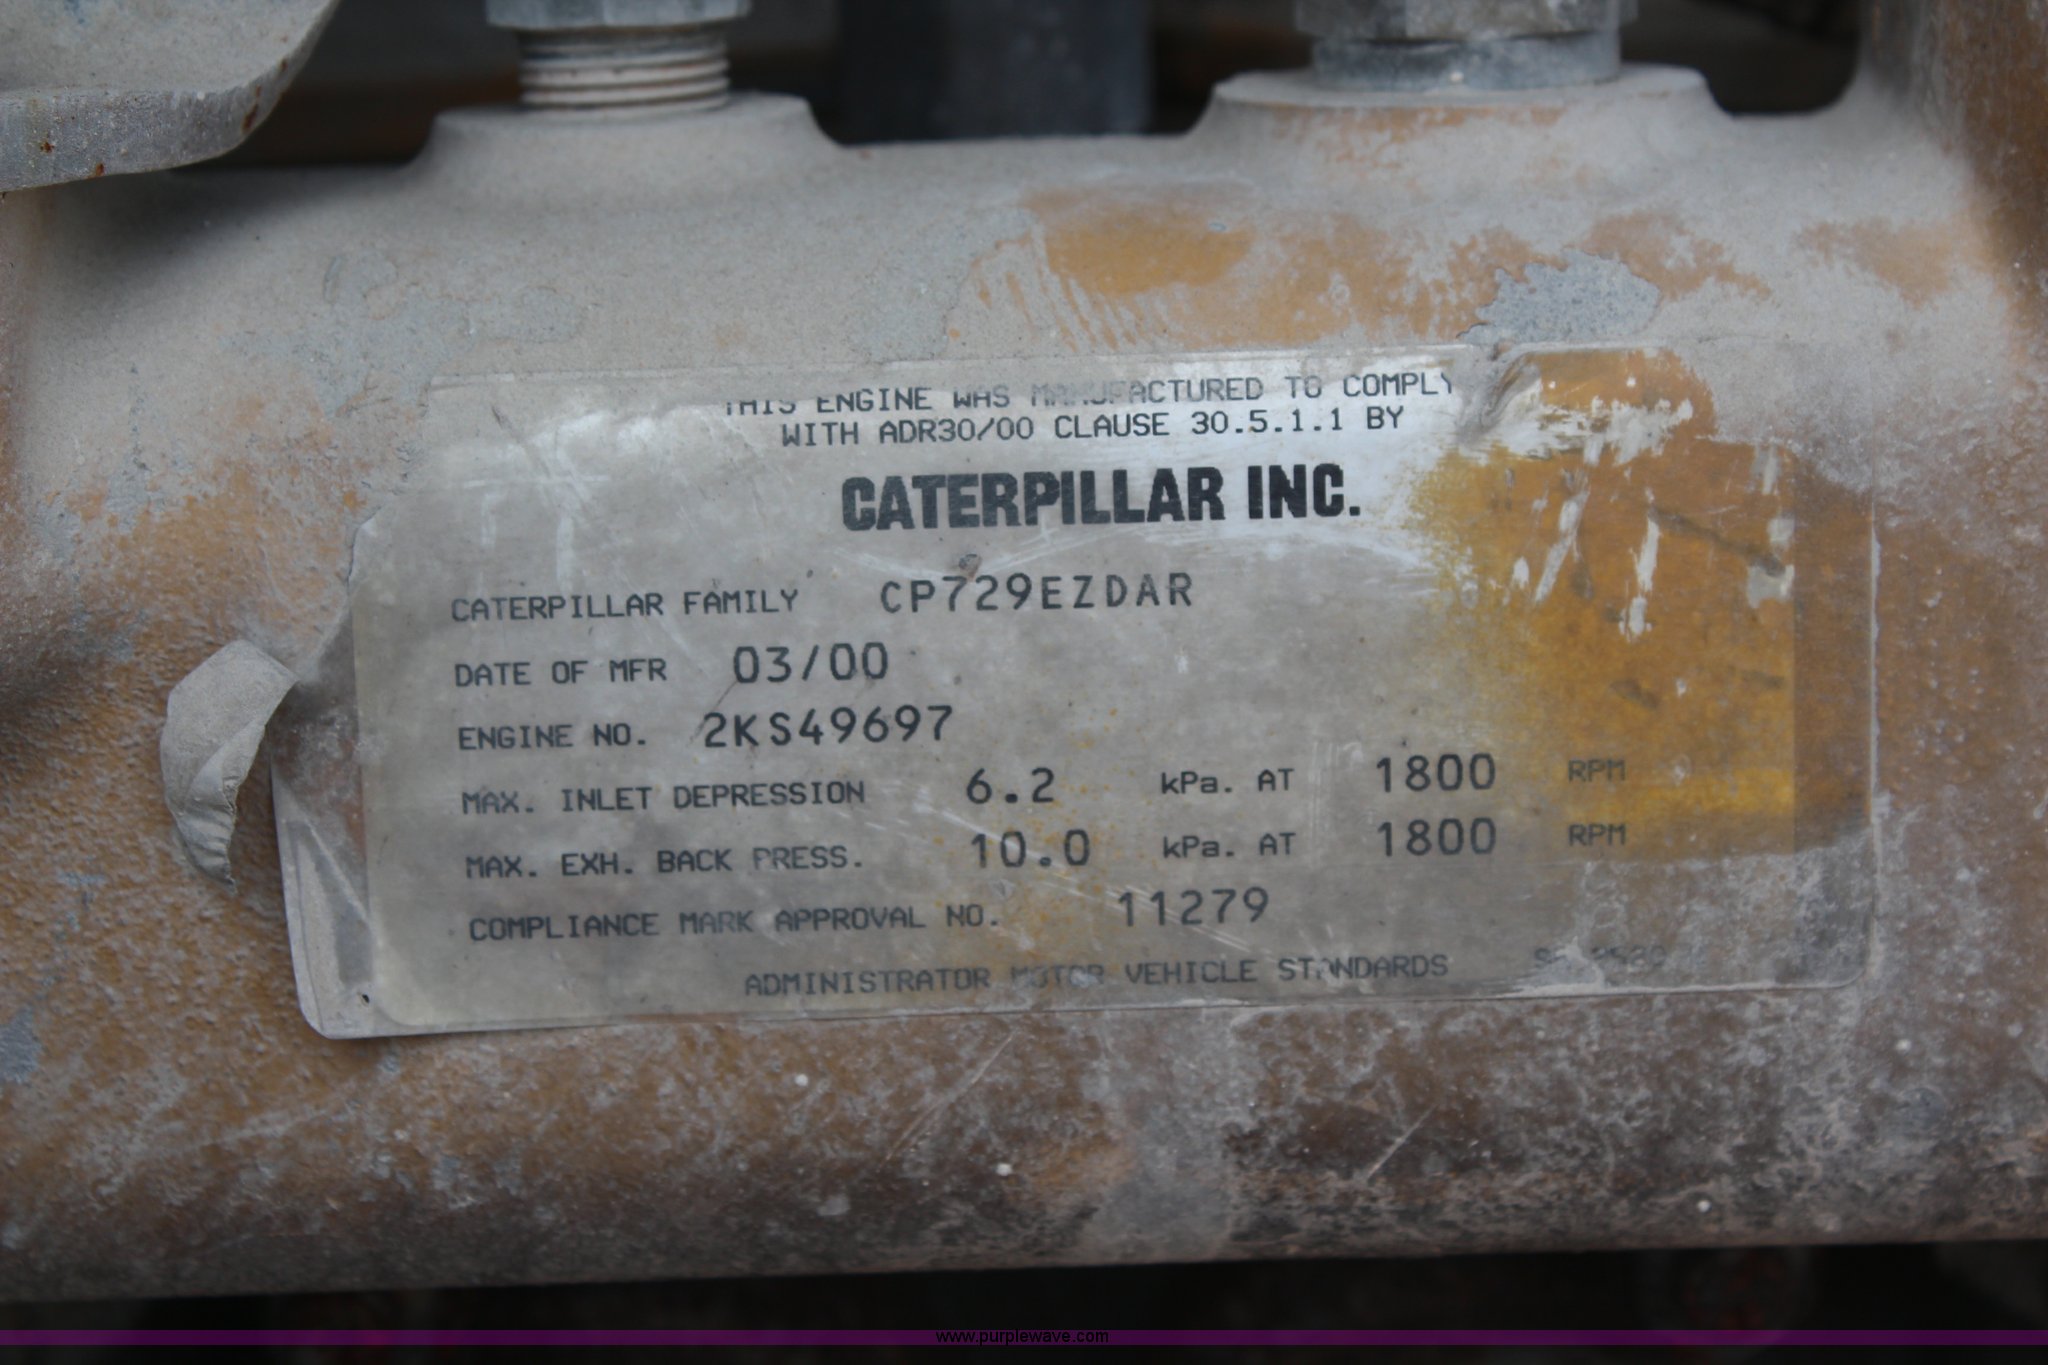 THIS ENGINE WAS MANUFACTURED TO COMPLY
WITH ADR30/00 CLAUSE 30.5.1.1 BY
CATERPILLAR INC.
CATERPILLAR FAMILY CP729EZDAR
DATE OF MFR 03/00
ENGINE NO. 2KS49697
MAX. INLET DEPRESSION 6.2 kPa. AT 1800 RPM
MAX. EXH. BACK PRESS. 10.0 kPa. AT 1800 RPM
COMPLIANCE MARK APPROVAL NO. 11279
ADMINISTRATOR MOTOR VEHICLE STANDARDS
www.purplewave.com